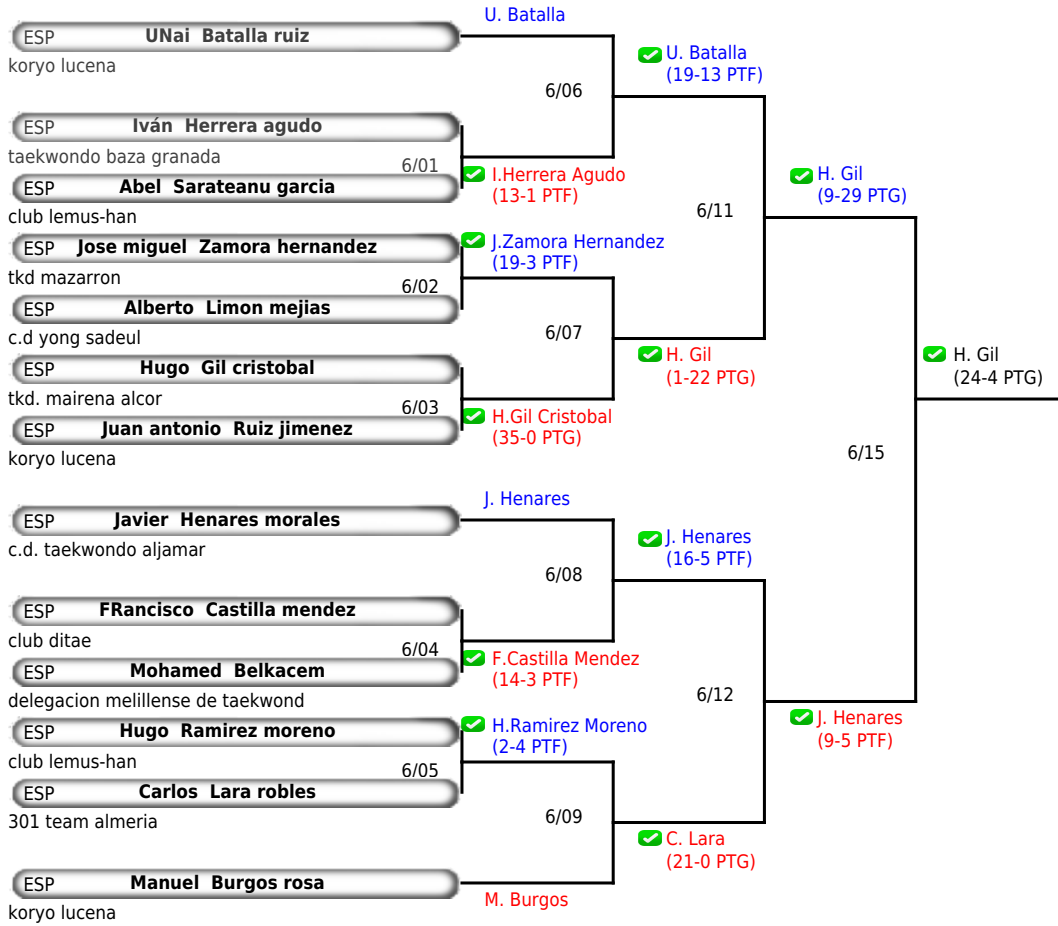 U. Batalla
ESP UNai Batalla ruiz
koryo lucena
U. Batalla
(19-13 PTF)
6/06
ESP Iván Herrera agudo
taekwondo baza granada
6/01
I.Herrera Agudo
(13-1 PTF)
ESP Abel Sarateanu garcia
club lemus-han
H. Gil
(9-29 PTG)
6/11
ESP Jose miguel Zamora hernandez
J.Zamora Hernandez
(19-3 PTF)
tkd mazarron
6/02
ESP Alberto Limon mejias
c.d yong sadeul
6/07
ESP Hugo Gil cristobal
H. Gil
(1-22 PTG)
H. Gil
(24-4 PTG)
tkd. mairena alcor
6/03
H.Gil Cristobal
(35-0 PTG)
ESP Juan antonio Ruiz jimenez
koryo lucena
6/15
J. Henares
ESP Javier Henares morales
c.d. taekwondo aljamar
J. Henares
(16-5 PTF)
6/08
ESP FRancisco Castilla mendez
club ditae
6/04
F.Castilla Mendez
(14-3 PTF)
ESP Mohamed Belkacem
delegacion melillense de taekwond
6/12
J. Henares
(9-5 PTF)
ESP Hugo Ramirez moreno
H.Ramirez Moreno
(2-4 PTF)
club lemus-han
6/05
ESP Carlos Lara robles
301 team almeria
6/09
C. Lara
(21-0 PTG)
ESP Manuel Burgos rosa
M. Burgos
koryo lucena